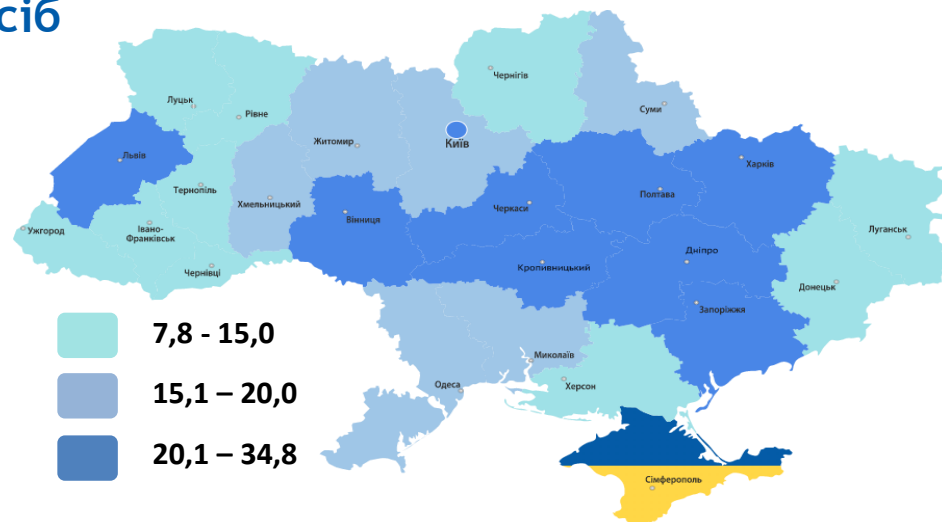 сіб
Чернігів
Луцьк
Рівне
Суми
Житомир
Київ
Львів
Харків
Тернопіль
Хмельницький
Полтава
Черкаси
Вінниця
Ужгород
Івано-
Франківськ
Луганськ
Дніпро
Чернівці
Кропивницький
Донецьк
Запоріжжя
7,8 - 15,0
Миколаїв
15,1 – 20,0
Одеса
Херсон
20,1 – 34,8
Сімферополь